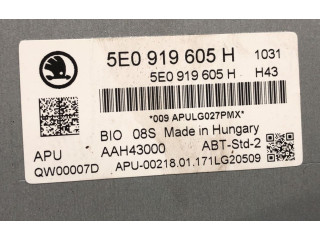 5E0 919 605 H 1031
5E0 919 605 H H43
*009 APULG027PMX*
BIO 08S Made in Hungary
APU AAH43000 ABT-Std-2
QW00007D APU-00218.01.171LG20509